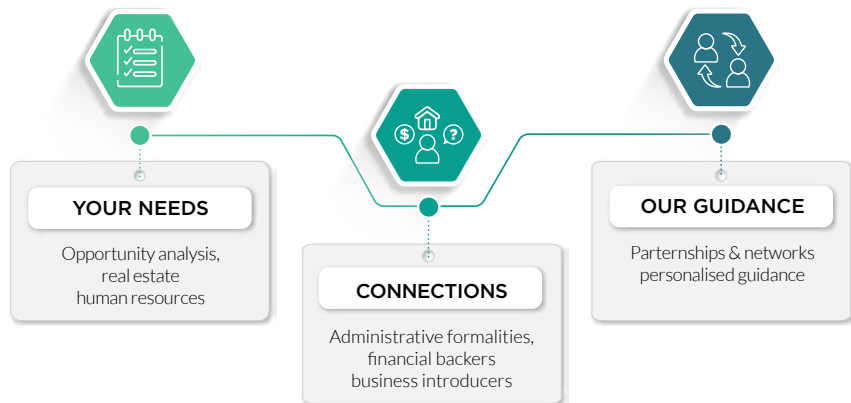 $
?
YOUR NEEDS
Opportunity analysis,
real estate
human resources
CONNECTIONS
Administrative formalities,
financial backers
business introducers
OUR GUIDANCE
Parternships & networks
personalised guidance